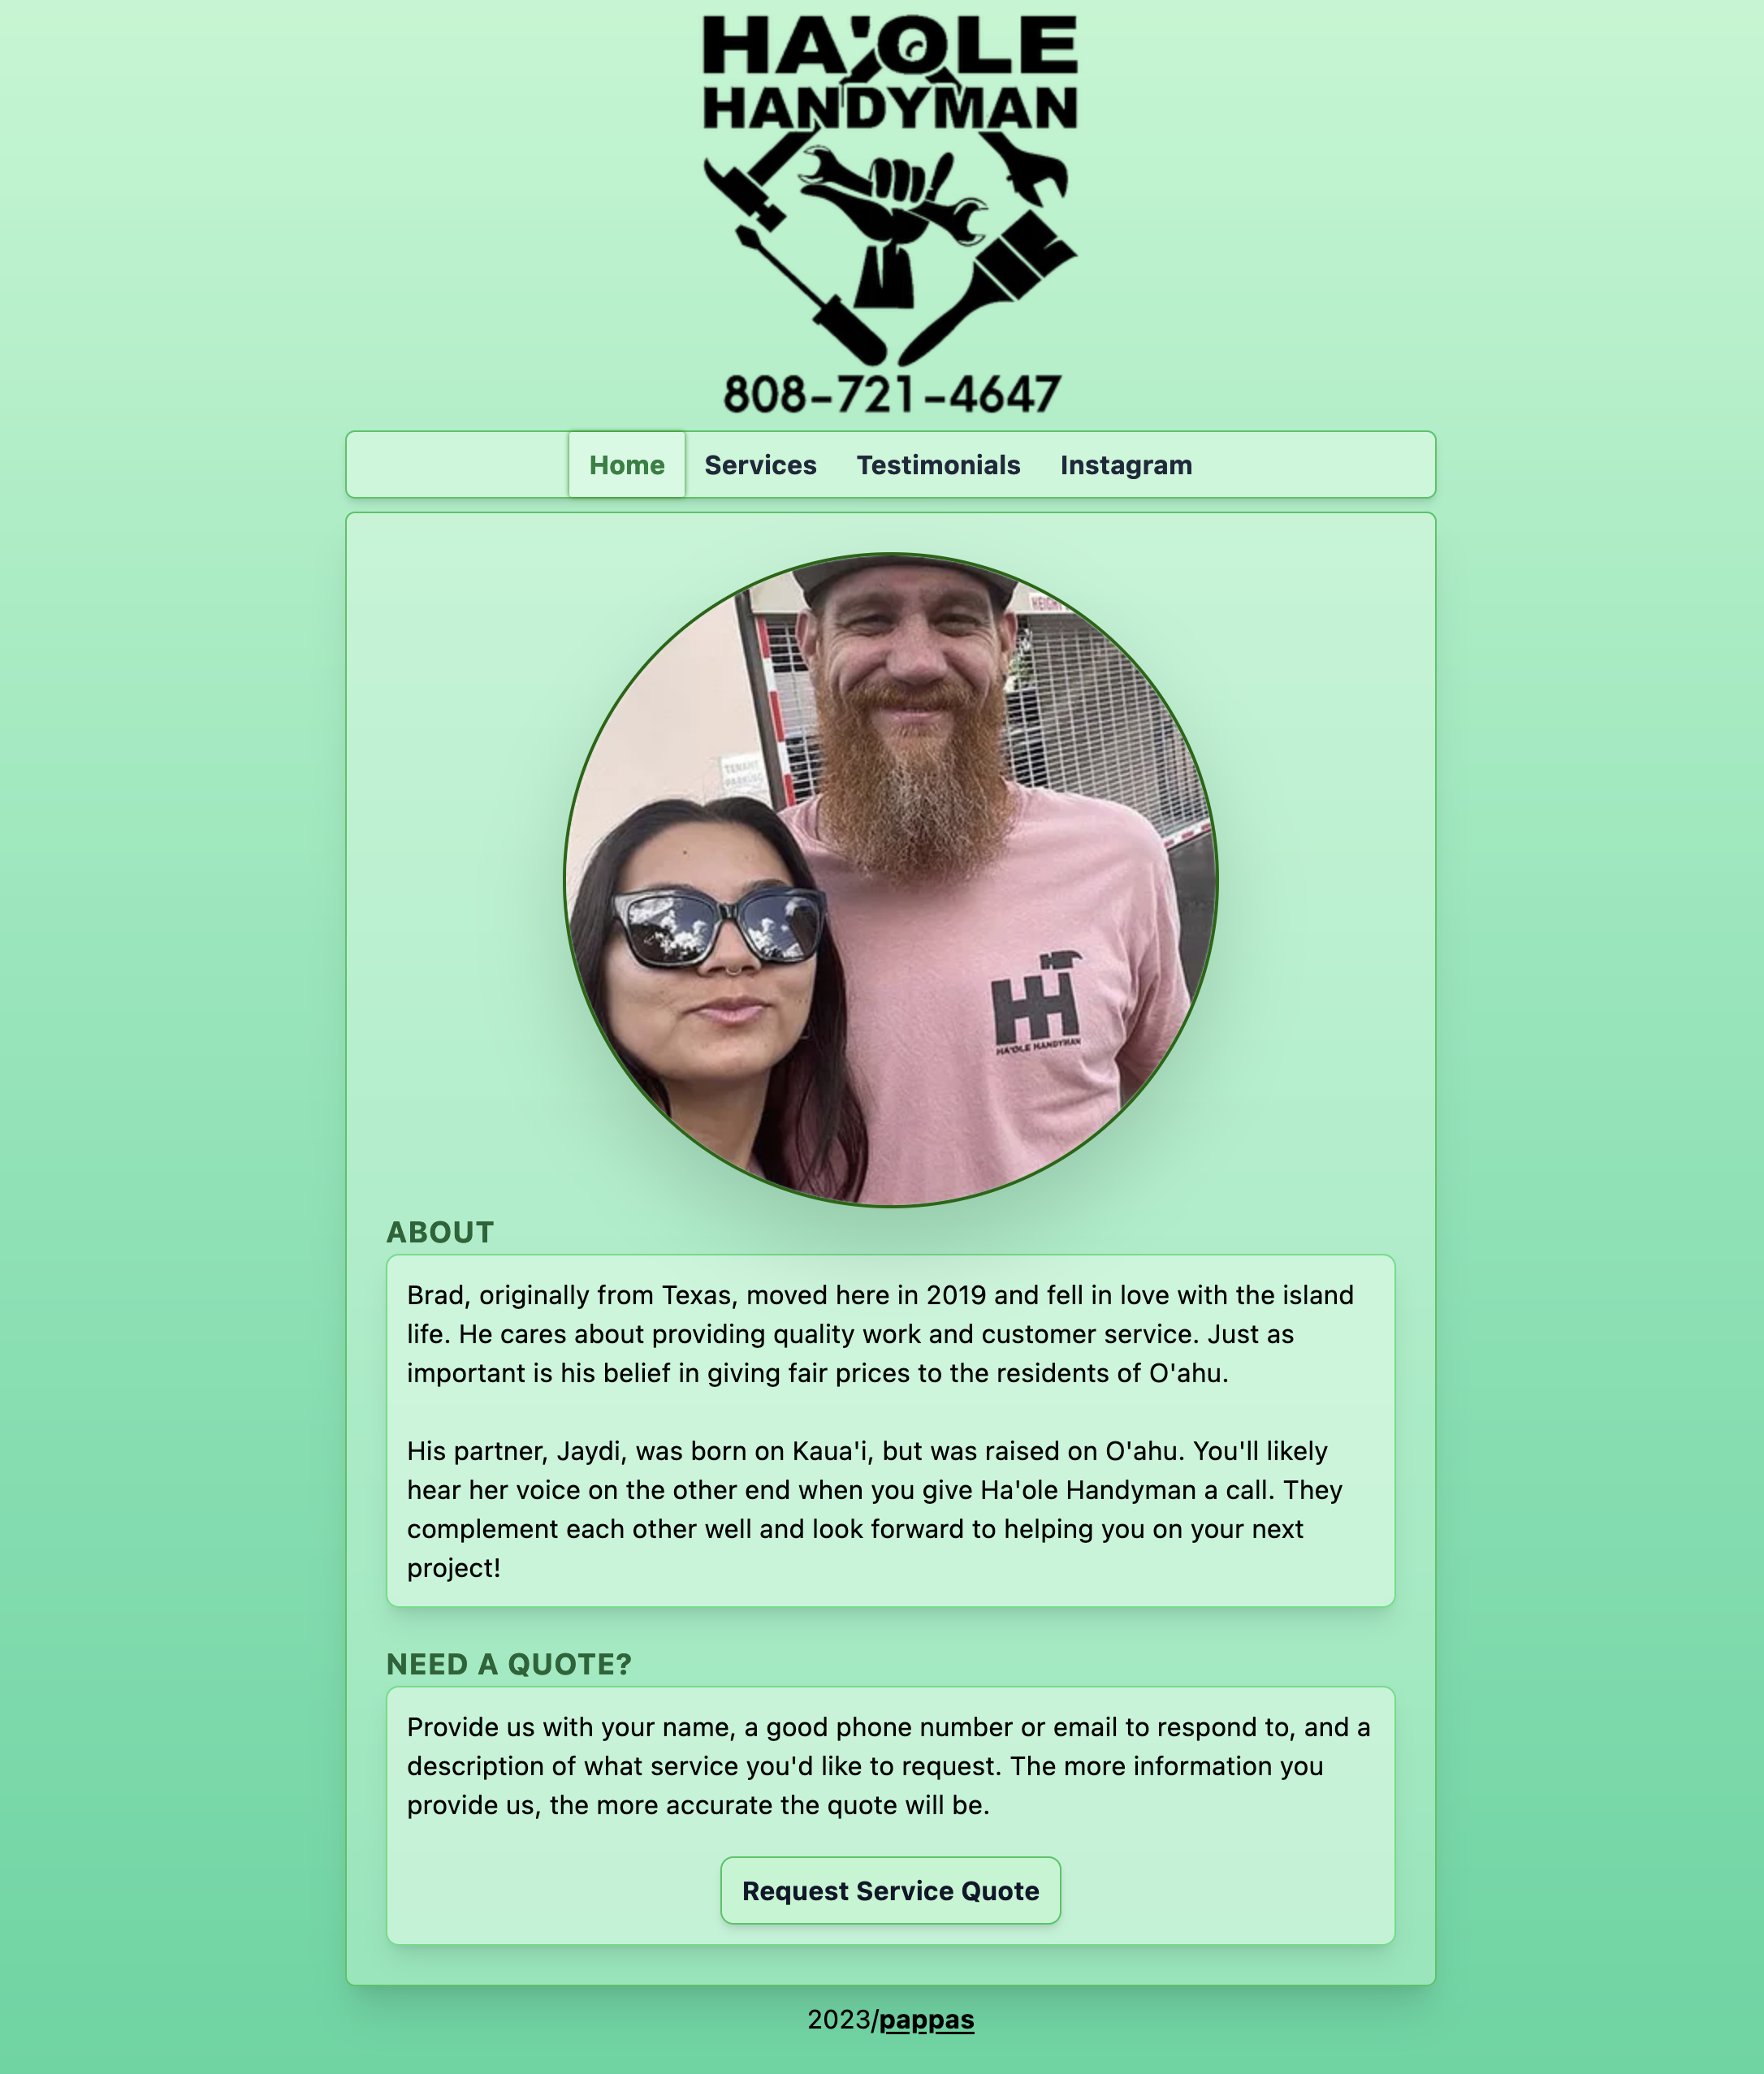 HA'OLE
HANDYMAN
808-721-4647
Home Services Testimonials Instagram
HEIGHT
TENANT
PARKING
HH
HA'OLE HANDYMAN
ABOUT
Brad, originally from Texas, moved here in 2019 and fell in love with the island
life. He cares about providing quality work and customer service. Just as
important is his belief in giving fair prices to the residents of O'ahu.
His partner, Jaydi, was born on Kaua'i, but was raised on O'ahu. You'll likely
hear her voice on the other end when you give Ha'ole Handyman a call. They
complement each other well and look forward to helping you on your next
project!
NEED A QUOTE?
Provide us with your name, a good phone number or email to respond to, and a
description of what service you'd like to request. The more information you
provide us, the more accurate the quote will be.
Request Service Quote
2023/pappas